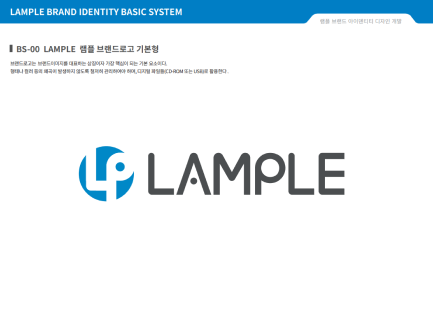 LAMPLE BRAND IDENTITY BASIC SYSTEM
램플 브랜드 아이덴티티 디자인 개발
BS-00 LAMPLE 램플 브랜드로고 기본형
브랜드로고는 브랜드이미지를 대표하는 상징이자 가장 핵심이 되는 기본 요소이다.
형태나 컬러 등의 왜곡이 발생하지 않도록 철저히 관리하여야 하며, 디지털 파일을(CD-ROM 또는 USB)로 활용한다.
LP LAMPLE